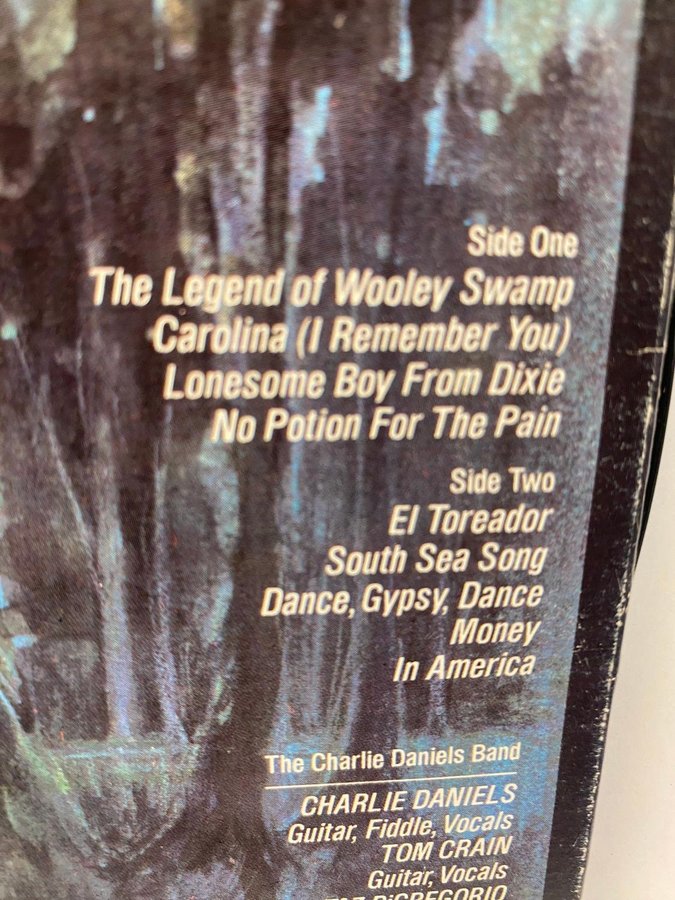 Side One
The Legend of Wooley Swamp
Carolina (I Remember You)
Lonesome Boy From Dixie
No Potion For The Pain
Side Two
El Toreador
South Sea Song
Dance, Gypsy, Dance
Money
In America
The Charlie Daniels Band
CHARLIE DANIELS
Guitar, Fiddle, Vocals
TOM CRAIN
Guitar, Vocals
DiGREGORIO